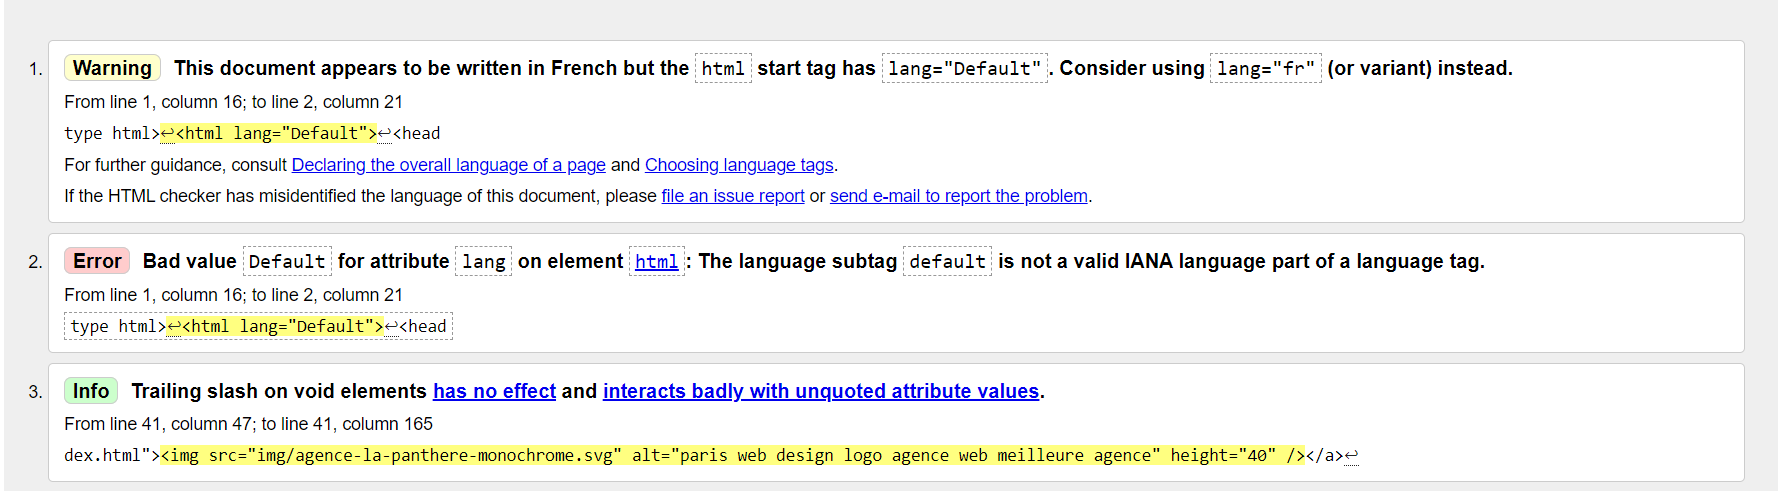 1. Warning This document appears to be written in French but the html start tag has lang="Default". Consider using lang="fr" (or variant) instead.
From line 1, column 16; to line 2, column 21
type html>↩<html lang="Default">↩<head
For further guidance, consult Declaring the overall language of a page and Choosing language tags.
If the HTML checker has misidentified the language of this document, please file an issue report or send e-mail to report the problem.
2. Error Bad value Default for attribute lang on element html: The language subtag default is not a valid IANA language part of a language tag.
From line 1, column 16; to line 2, column 21
type html>↩<html lang="Default">↩<head
3. Info Trailing slash on void elements has no effect and interacts badly with unquoted attribute values.
From line 41, column 47; to line 41, column 165
dex.html"><img src="img/agence-la-panthere-monochrome.svg" alt="paris web design logo agence web meilleure agence" height="40" /></a>↩